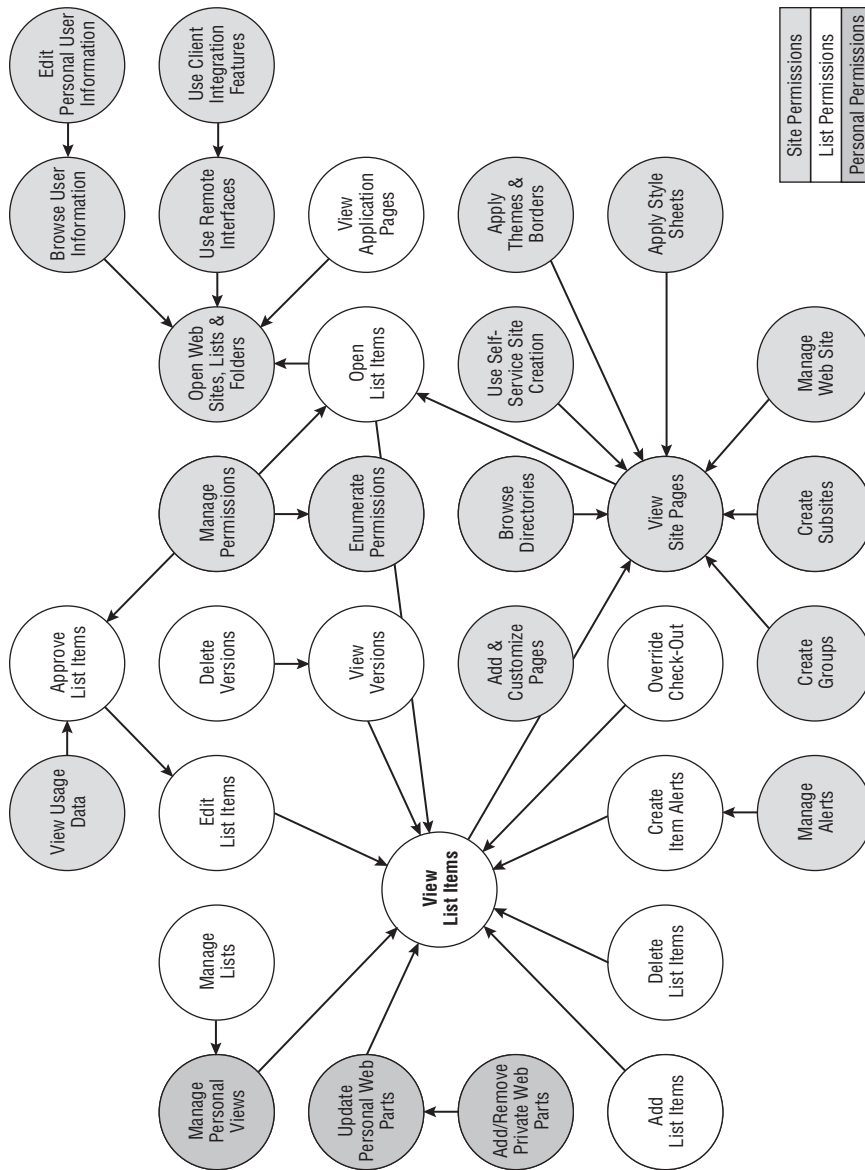 View Usage
Data
Approve
List Items
Browse User
Information
Edit
Personal User
Information
Manage
Personal
Views
Manage
Lists
Edit
List Items
Delete
Versions
Manage
Permissions
Open Web
Sites, Lists &
Folders
Use Remote
Interfaces
Use Client
Integration
Features
Update
Personal Web
Parts
View
Versions
Enumerate
Permissions
Open
List Items
View
Application
Pages
View
List Items
Add/Remove
Private Web
Parts
Add &
Customize
Pages
Browse
Directories
Use Self-
Service Site
Creation
Apply
Themes &
Borders
Add
List Items
Delete
List Items
Create
Item Alerts
Override
Check-Out
View
Site Pages
Apply Style
Sheets
Manage
Alerts
Create
Groups
Create
Subsites
Manage
Web Site
Site Permissions
List Permissions
Personal Permissions